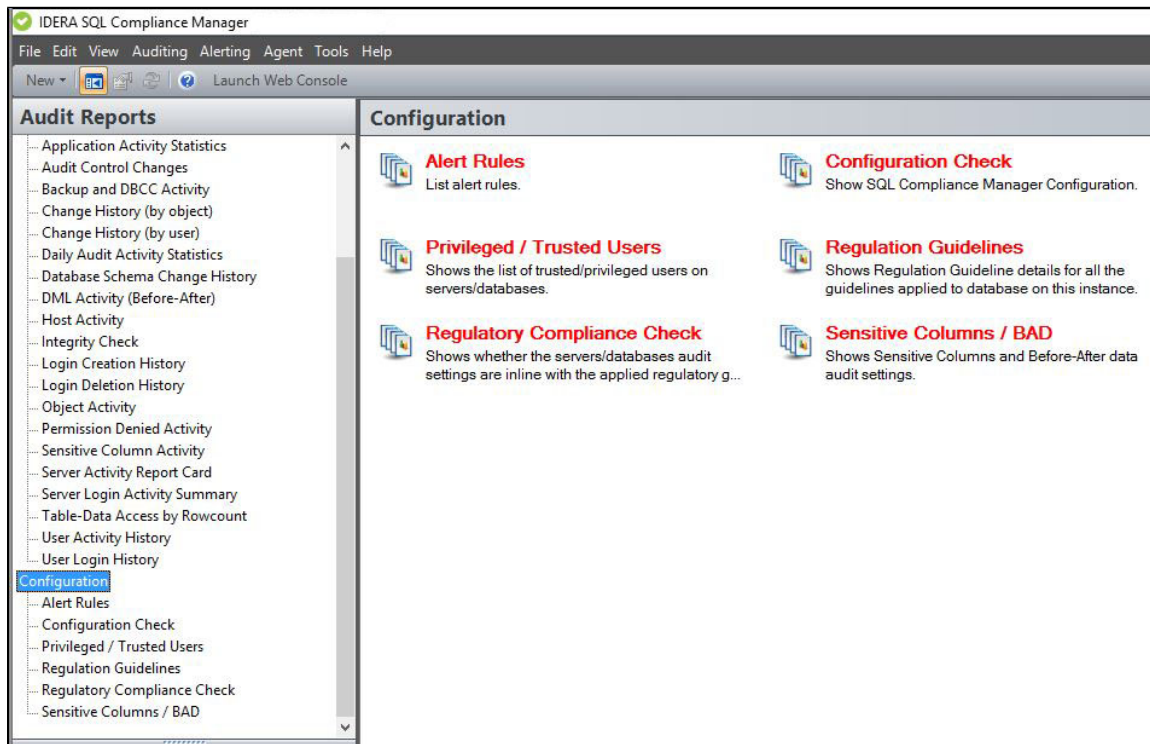 IDERA SQL Compliance Manager
File Edit View Auditing Alerting Agent Tools Help
New Launch Web Console
Audit Reports
Application Activity Statistics
Audit Control Changes
Backup and DBCC Activity
Change History (by object)
Change History (by user)
Daily Audit Activity Statistics
Database Schema Change History
DML Activity (Before-After)
Host Activity
Integrity Check
Login Creation History
Login Deletion History
Object Activity
Permission Denied Activity
Sensitive Column Activity
Server Activity Report Card
Server Login Activity Summary
Table-Data Access by Rowcount
User Activity History
User Login History
Configuration
Alert Rules
Configuration Check
Privileged / Trusted Users
Regulation Guidelines
Regulatory Compliance Check
Sensitive Columns / BAD
Configuration
Alert Rules
List alert rules.
Configuration Check
Show SQL Compliance Manager Configuration.
Privileged / Trusted Users
Shows the list of trusted/privileged users on
servers/databases.
Regulation Guidelines
Shows Regulation Guideline details for all the
guidelines applied to database on this instance.
Regulatory Compliance Check
Shows whether the servers/databases audit
settings are inline with the applied regulatory g...
Sensitive Columns / BAD
Shows Sensitive Columns and Before-After data
audit settings.